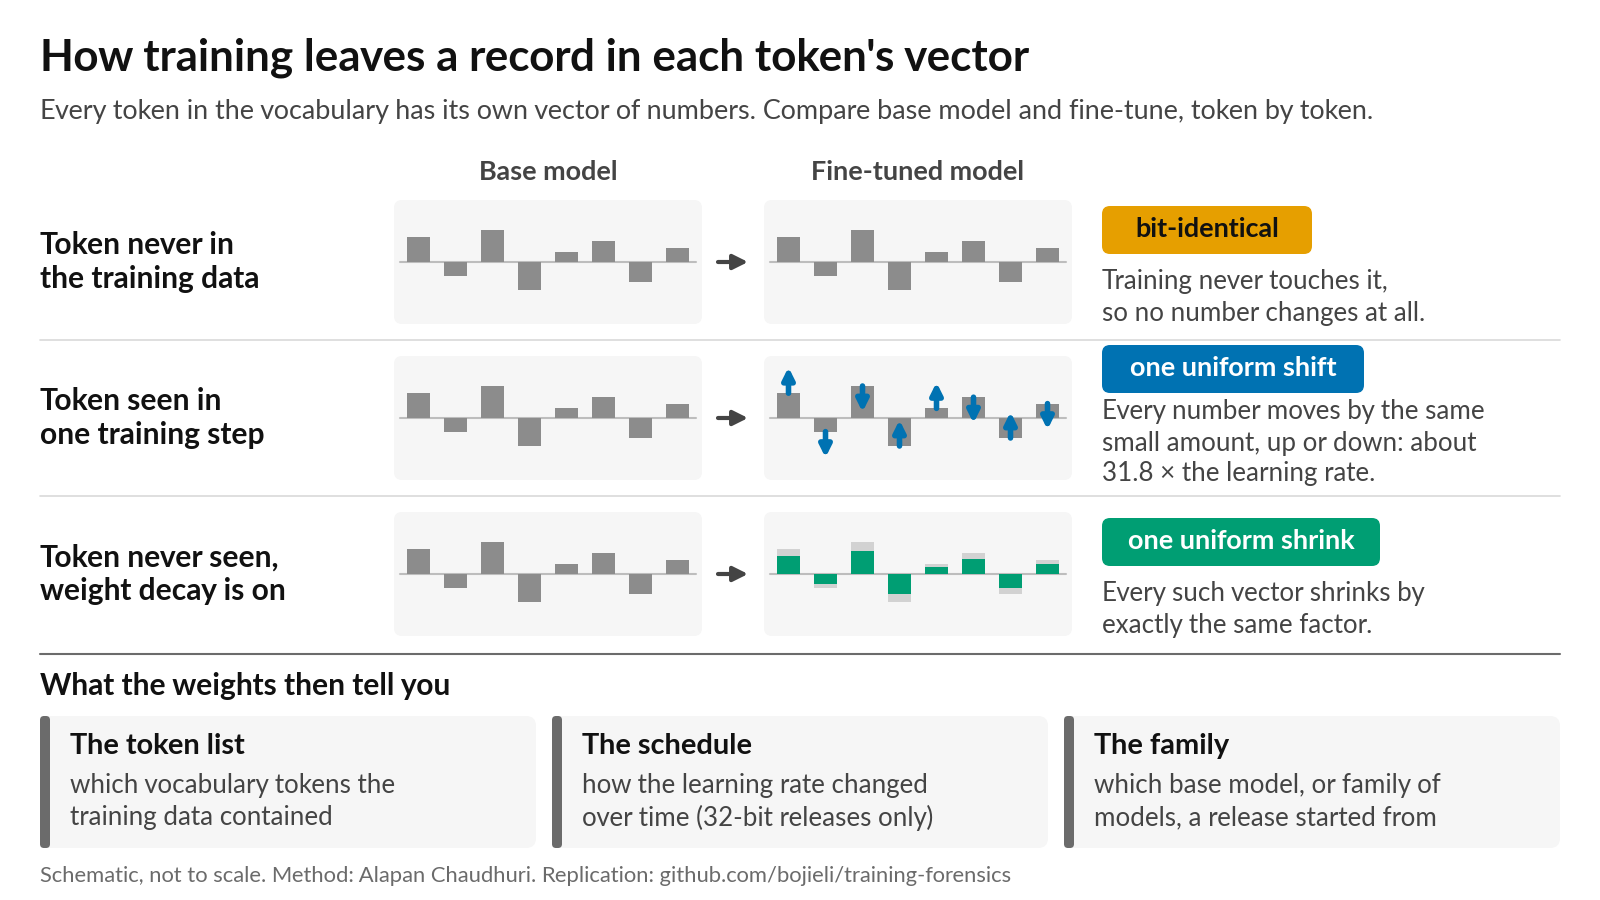 How training leaves a record in each token's vector
Every token in the vocabulary has its own vector of numbers. Compare base model and fine-tune, token by token.
Base model
Fine-tuned model
Token never in
the training data
bit-identical
Training never touches it,
so no number changes at all.
Token seen in
one training step
one uniform shift
Every number moves by the same
small amount, up or down: about
31.8 × the learning rate.
Token never seen,
weight decay is on
one uniform shrink
Every such vector shrinks by
exactly the same factor.
What the weights then tell you
The token list
which vocabulary tokens the
training data contained
The schedule
how the learning rate changed
over time (32-bit releases only)
The family
which base model, or family of
models, a release started from
Schematic, not to scale. Method: Alapan Chaudhuri. Replication: github.com/bojieli/training-forensics